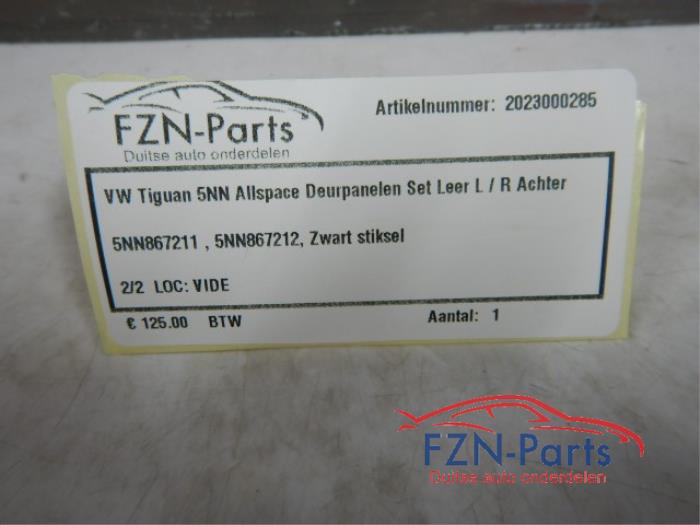 FZN-Parts
Duitse auto onderdelen
Artikelnummer: 2023000285
VW Tiguan 5NN Allspace Deurpanelen Set Leer L / R Achter
5NN867211 , 5NN867212, Zwart stiksel
2/2 LOC: VIDE
€ 125.00 BTW
Aantal: 1
FZN-Parts
Duitse auto onderdelen